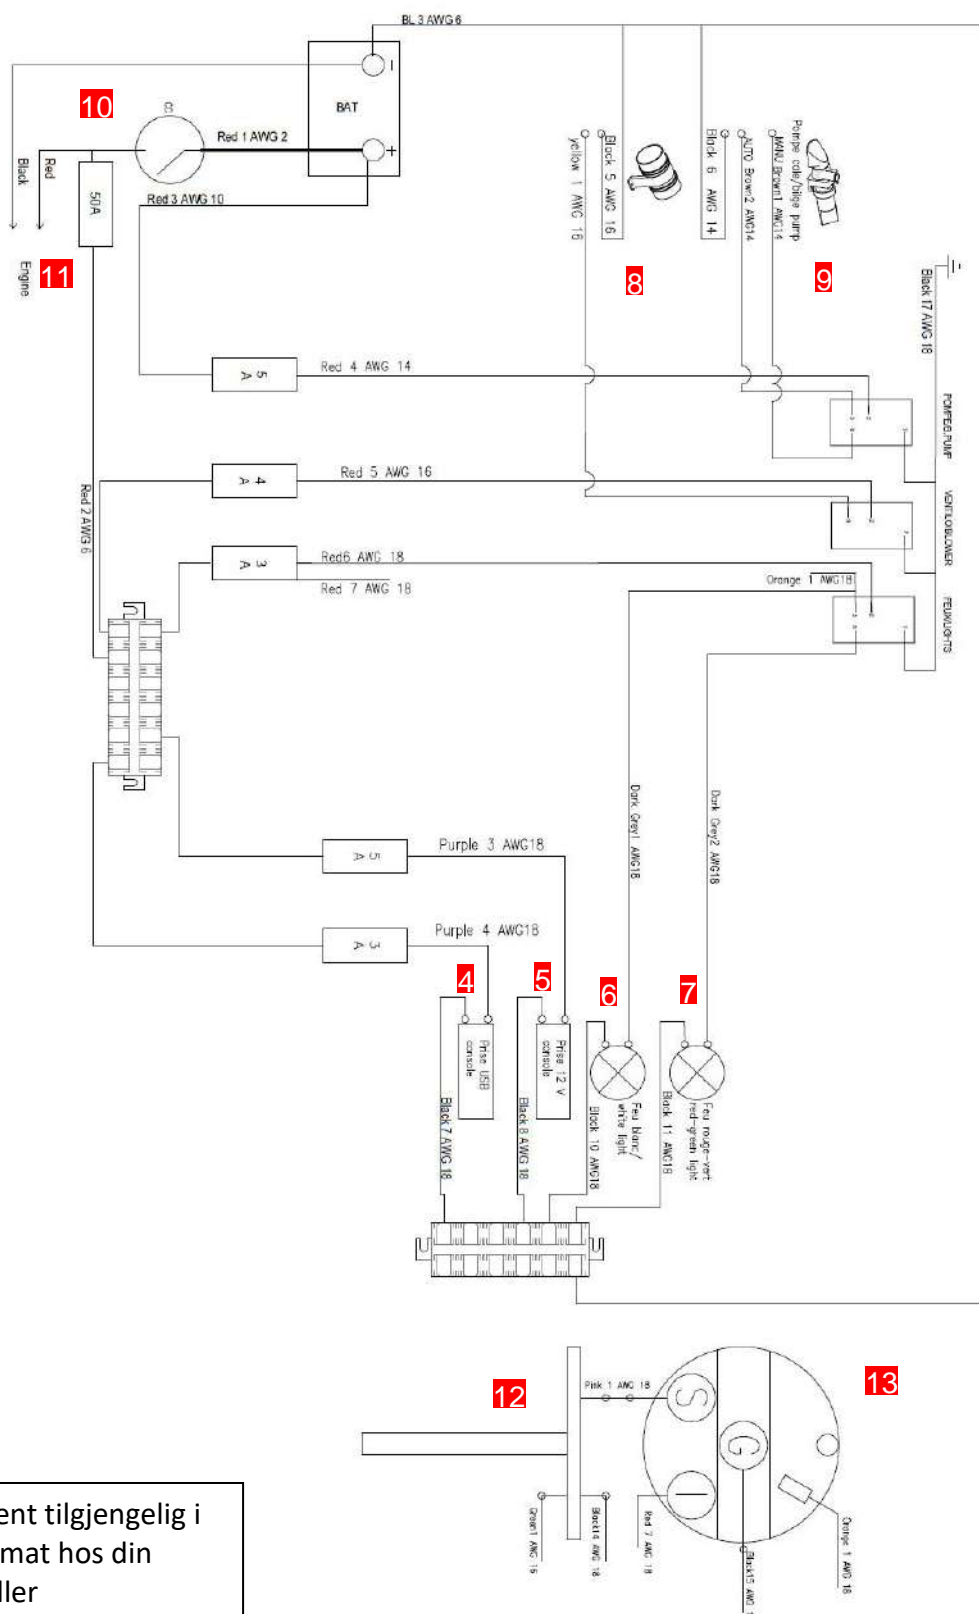 BL 3 AWG 6
10
8
BAT
-
+
Red 1 AWG 2
Red 3 AWG 10
Black
Red
50A
Engine
11
yellow 1 AWG 16
Black 5 AWG 16
8
Black 6 AWG 14
AUTO Brown2 AWG14
MANU Brown1 AWG14
Pompe cale/bilge pump
9
Black 17 AWG 18
5 A
Red 4 AWG 14
POMPE/B.PUMP
4 A
Red 5 AWG 16
VENTILO/BLOWER
Red 2 AWG 6
3 A
Red6 AWG 18
Red 7 AWG 18
Orange 1 AWG18
FEUX/LIGHTS
Dark Grey1 AWG18
Dark Grey2 AWG18
5 A
Purple 3 AWG18
3 A
Purple 4 AWG18
4
5
6
7
Prise USB
console
Prise 12 V
console
Feu blanc/
white light
Feu rouge-vert
red-green light
Black 7 AWG 18
Black 8 AWG 18
Black 10 AWG18
Black 11 AWG18
12
Pink 1 AWG 18
13
S
G
I
Green1 AWG 16
Black14 AWG 18
Red 7 AWG 18
Black15 AWG
Orange 1 AWG 18
ent tilgjengelig i
mat hos din
ller